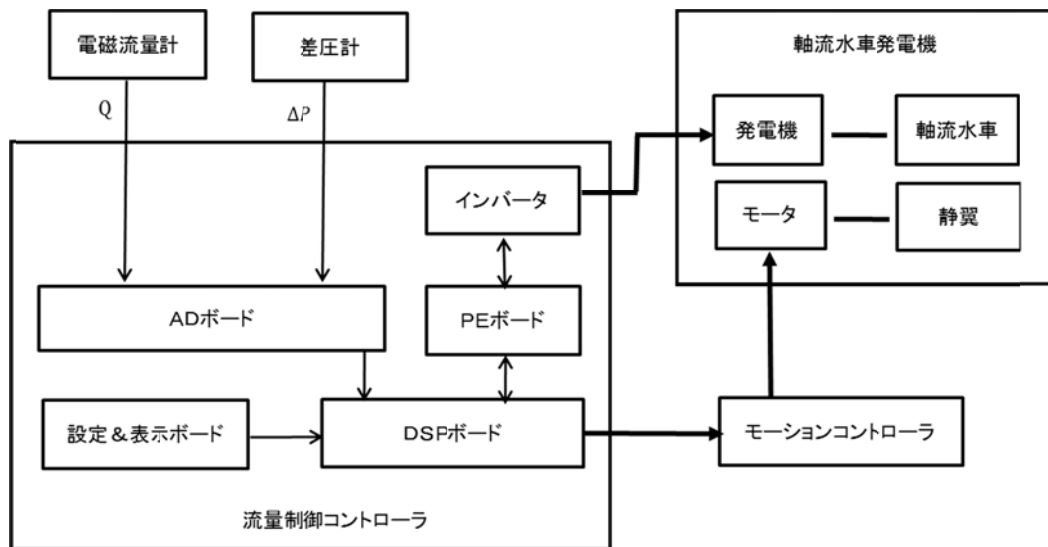 電磁流量計
差圧計
軸流水車発電機
Q
ΔP
発電機
軸流水車
インバータ
モータ
静翼
ADボード
PEボード
設定＆表示ボード
DSPボード
モーションコントローラ
流量制御コントローラ